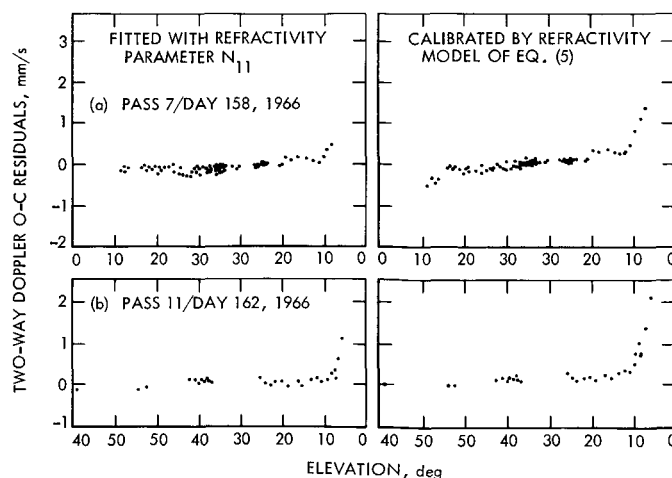 TWO-WAY DOPPLER O-C RESIDUALS, mm/s
FITTED WITH REFRACTIVITY
PARAMETER N11
CALIBRATED BY REFRACTIVITY
MODEL OF EQ. (5)
(a) PASS 7/DAY 158, 1966
3
2
1
0
-1
-2
0 10 20 30 30 20 10 0
0 10 20 30 30 20 10 0
(b) PASS 11/DAY 162, 1966
2
1
0
-1
40 50 50 40 30 20 10 0
40 50 50 40 30 20 10 0
ELEVATION, deg